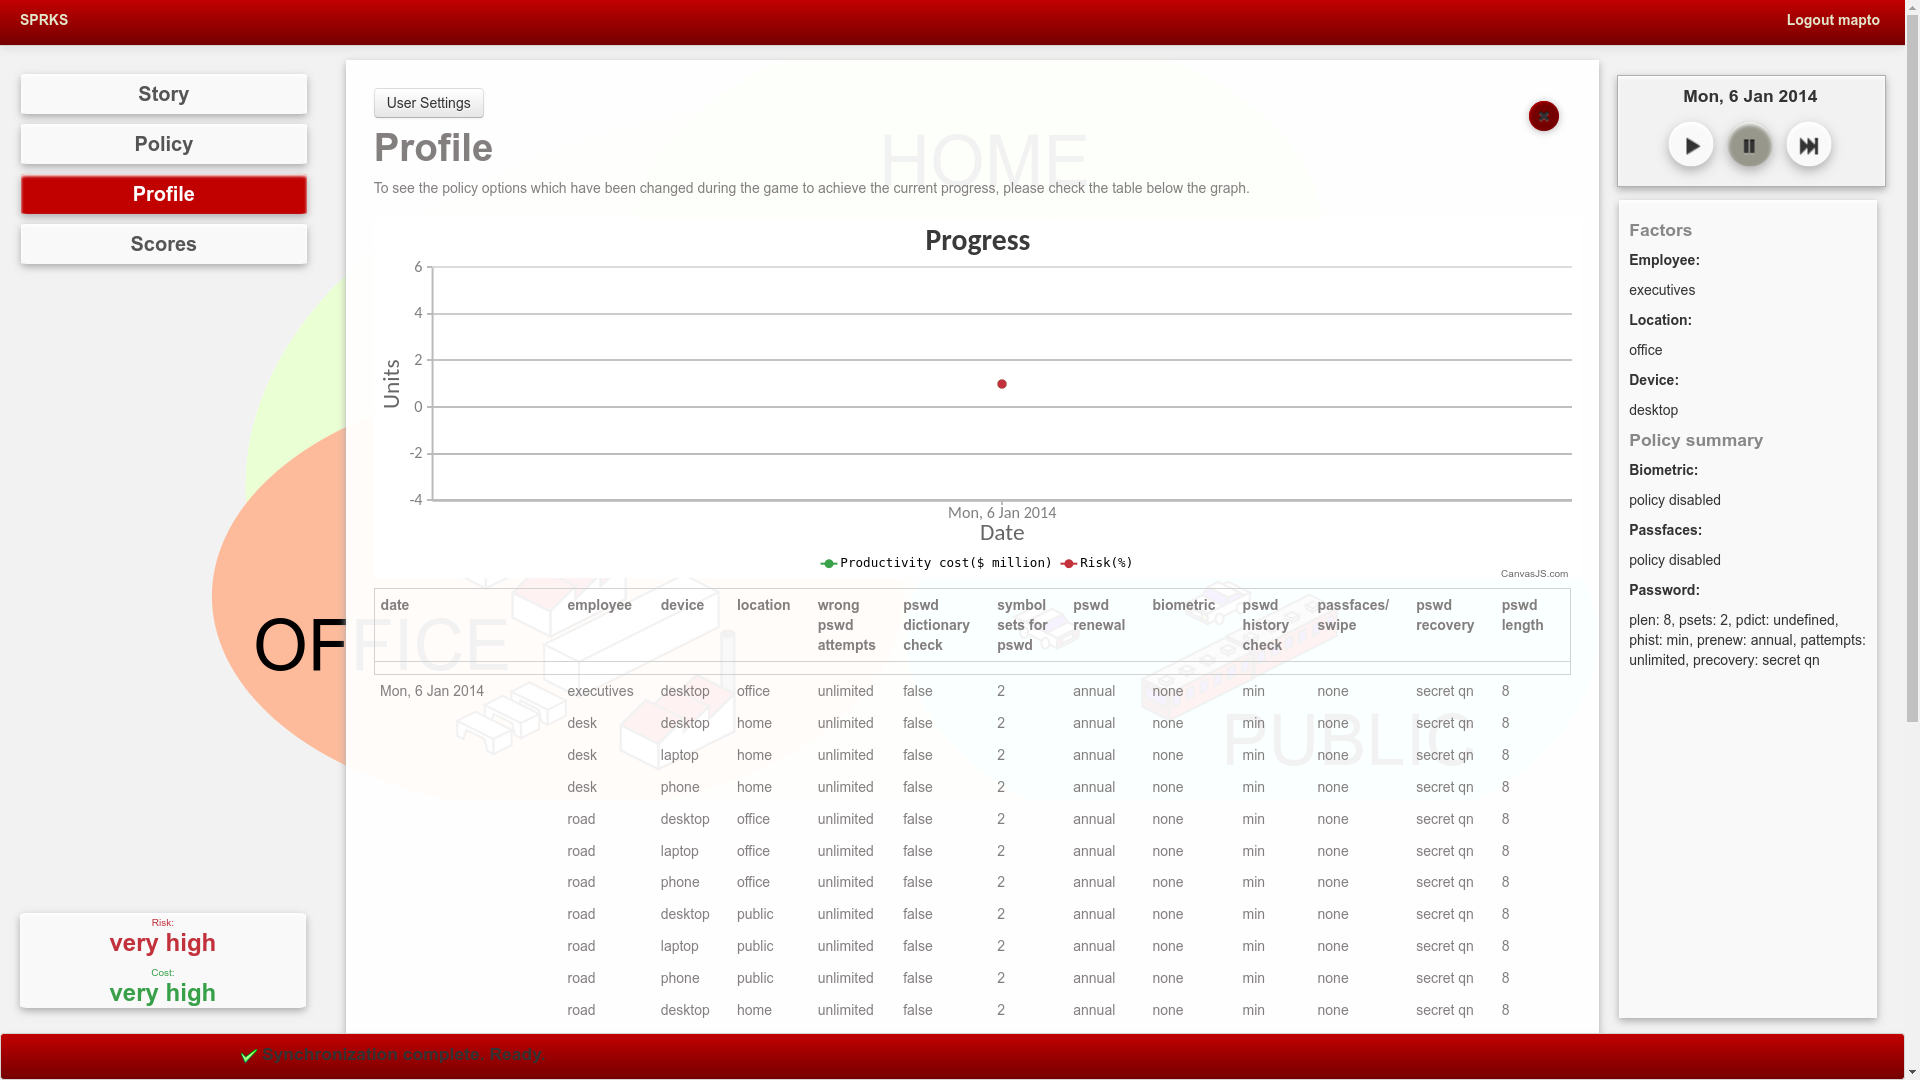 SPRKS
Logout mapto
Story
Policy
Profile
Scores
User Settings
HOME
Profile
To see the policy options which have been changed during the game to achieve the current progress, please check the table below the graph.
Progress
6
4
2
0
-2
-4
Units
Mon, 6 Jan 2014
Date
Productivity cost($ million) Risk(%)
CanvasJS.com
OFFICE
PUBLIC
date employee device location wrong pswd attempts pswd dictionary check symbol sets for pswd pswd renewal biometric pswd history check passfaces/ swipe pswd recovery pswd length
Mon, 6 Jan 2014 executives desktop office unlimited false 2 annual none min none secret qn 8
desk desktop home unlimited false 2 annual none min none secret qn 8
desk laptop home unlimited false 2 annual none min none secret qn 8
desk phone home unlimited false 2 annual none min none secret qn 8
road desktop office unlimited false 2 annual none min none secret qn 8
road laptop office unlimited false 2 annual none min none secret qn 8
road phone office unlimited false 2 annual none min none secret qn 8
road desktop public unlimited false 2 annual none min none secret qn 8
road laptop public unlimited false 2 annual none min none secret qn 8
road phone public unlimited false 2 annual none min none secret qn 8
road desktop home unlimited false 2 annual none min none secret qn 8
Mon, 6 Jan 2014
Factors
Employee:
executives
Location:
office
Device:
desktop
Policy summary
Biometric:
policy disabled
Passfaces:
policy disabled
Password:
plen: 8, psets: 2, pdict: undefined,
phist: min, prenew: annual, pattempts:
unlimited, precovery: secret qn
Risk:
very high
Cost:
very high
Synchronization complete. Ready.